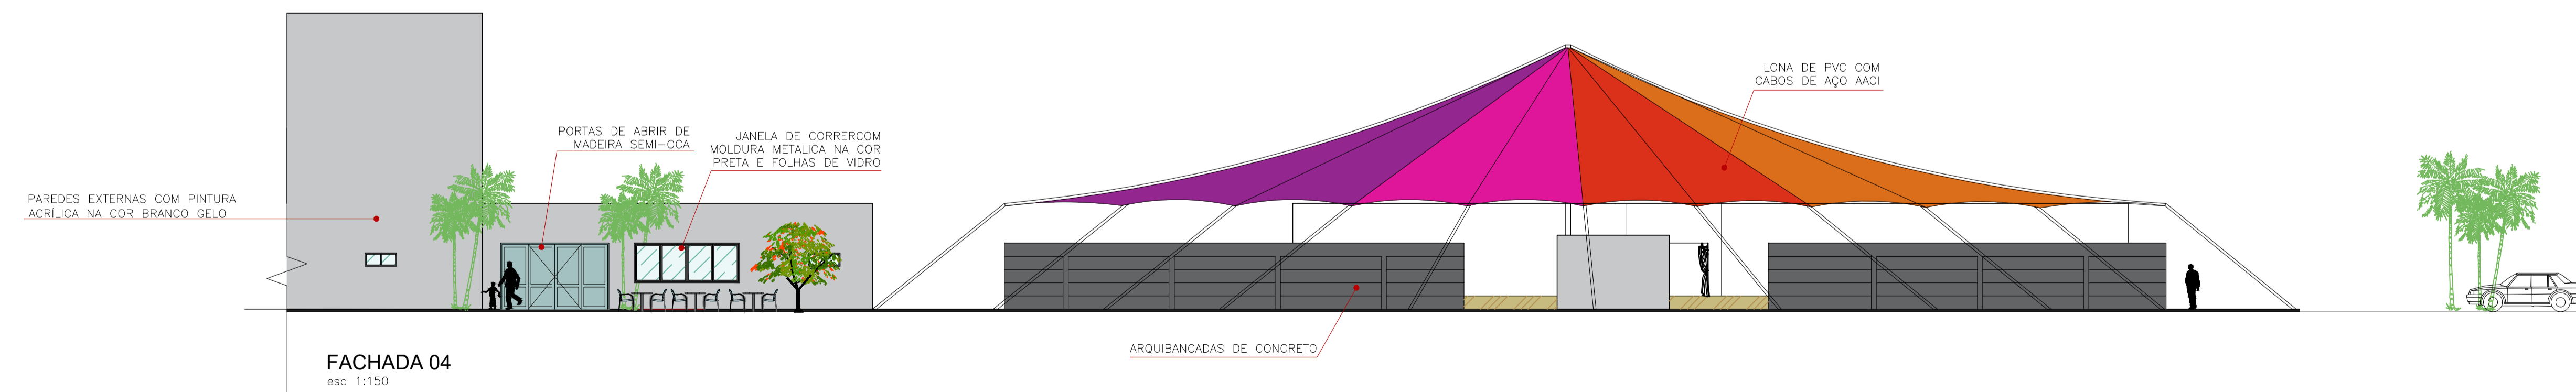 PAREDES EXTERNAS COM PINTURA
ACRÍLICA NA COR BRANCO GELO
PORTAS DE ABRIR DE
MADEIRA SEMI-OCA
JANELA DE CORRERCOM
MOLDURA METALICA NA COR
PRETA E FOLHAS DE VIDRO
LONA DE PVC COM
CABOS DE AÇO AACI
ARQUIBANCADAS DE CONCRETO
FACHADA 04
esc 1:150